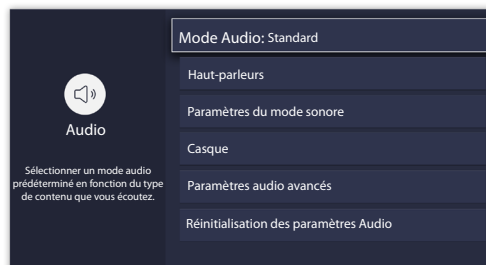 Audio
Sélectionner un mode audio
prédéterminé en fonction du type
de contenu que vous écoutez.
Mode Audio: Standard
Haut-parleurs
Paramètres du mode sonore
Casque
Paramètres audio avancés
Réinitialisation des paramètres Audio